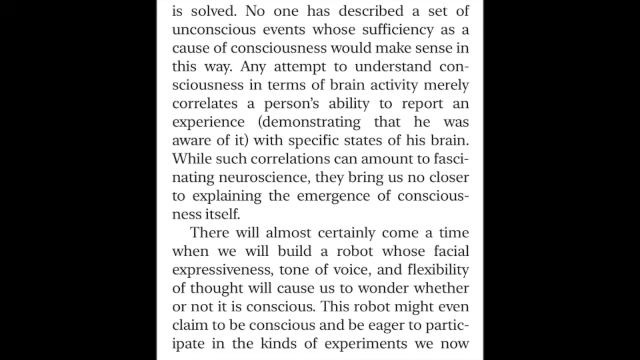 is solved. No one has described a set of
unconscious events whose sufficiency as a
cause of consciousness would make sense in
this way. Any attempt to understand con-
sciousness in terms of brain activity merely
correlates a person's ability to report an
experience (demonstrating that he was
aware of it) with specific states of his brain.
While such correlations can amount to fasci-
nating neuroscience, they bring us no closer
to explaining the emergence of conscious-
ness itself.
There will almost certainly come a time
when we will build a robot whose facial
expressiveness, tone of voice, and flexibility
of thought will cause us to wonder whether
or not it is conscious. This robot might even
claim to be conscious and be eager to partic-
ipate in the kinds of experiments we now